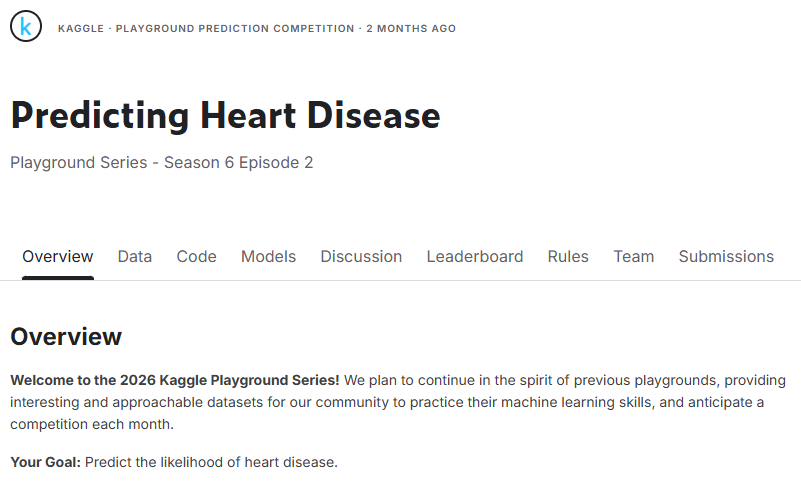 k
KAGGLE · PLAYGROUND PREDICTION COMPETITION · 2 MONTHS AGO
Predicting Heart Disease
Playground Series - Season 6 Episode 2
Overview Data Code Models Discussion Leaderboard Rules Team Submissions
Overview
Welcome to the 2026 Kaggle Playground Series! We plan to continue in the spirit of previous playgrounds, providing
interesting and approachable datasets for our community to practice their machine learning skills, and anticipate a
competition each month.
Your Goal: Predict the likelihood of heart disease.